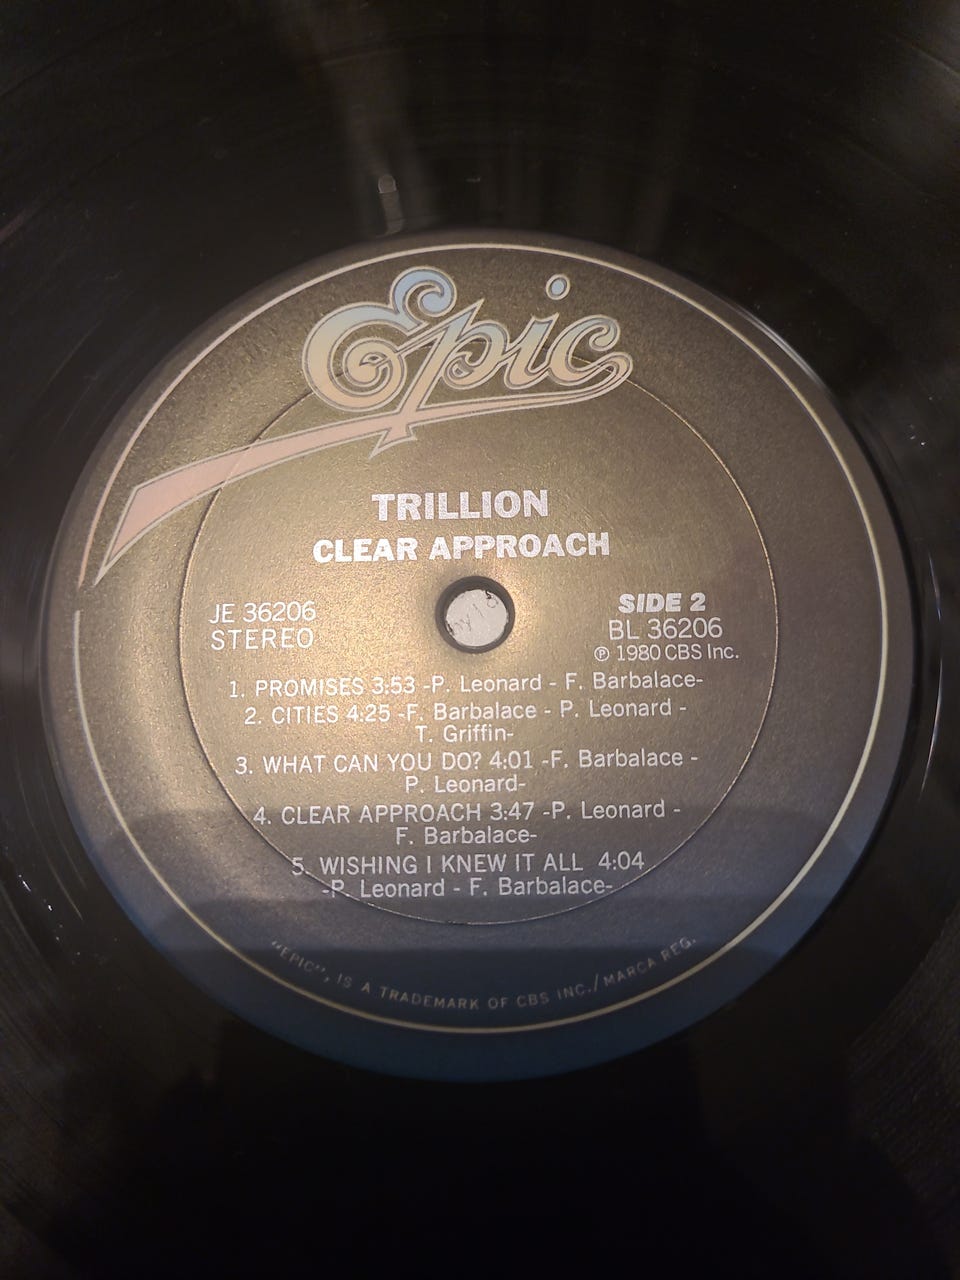 Epic
TRILLION
CLEAR APPROACH
JE 36206
STEREO
SIDE 2
BL 36206
℗ 1980 CBS Inc.
1. PROMISES 3:53 -P. Leonard - F. Barbalace-
2. CITIES 4:25 -F. Barbalace - P. Leonard -
T. Griffin-
3. WHAT CAN YOU DO? 4:01 -F. Barbalace -
P. Leonard-
4. CLEAR APPROACH 3:47 -P. Leonard -
F. Barbalace-
5. WISHING I KNEW IT ALL 4:04
-P. Leonard - F. Barbalace-
"EPIC", IS A TRADEMARK OF CBS INC./MARCA REG.